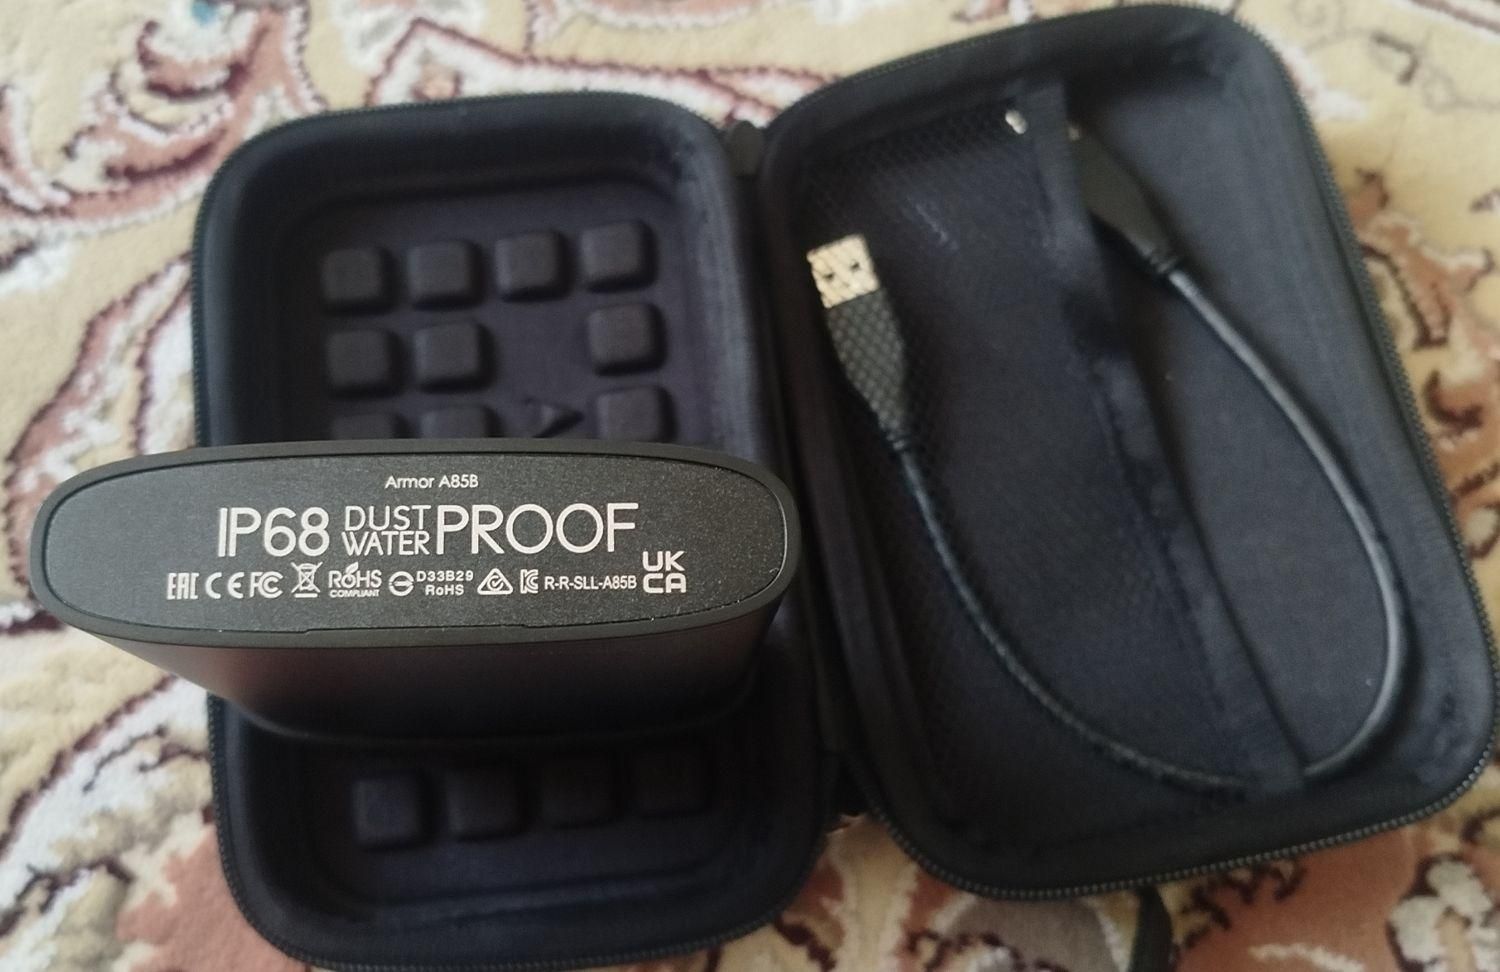 Armor A85B
IP68 DUST WATER PROOF
EAC CE FC RoHS COMPLIANT D33B29 RoHS R-R-SLL-A85B UK CA